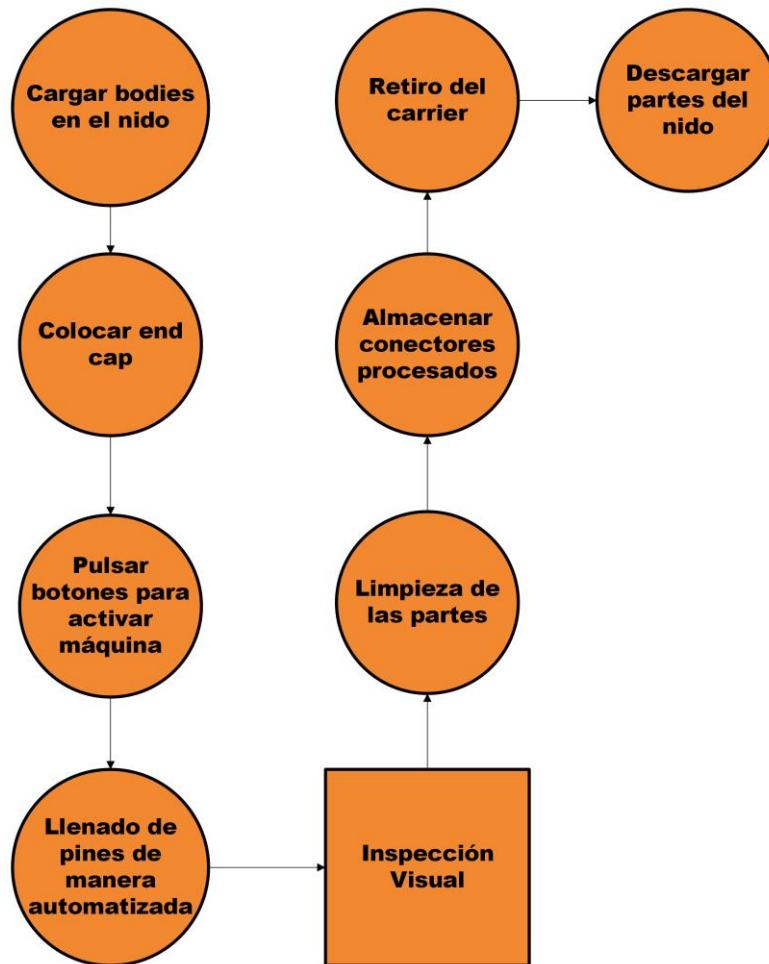 Cargar bodies
en el nido
Colocar end
cap
Pulsar
botones para
activar
máquina
Llenado de
pines de
manera
automatizada
Inspección
Visual
Limpieza de
las partes
Almacenar
conectores
procesados
Retiro del
carrier
Descargar
partes del
nido